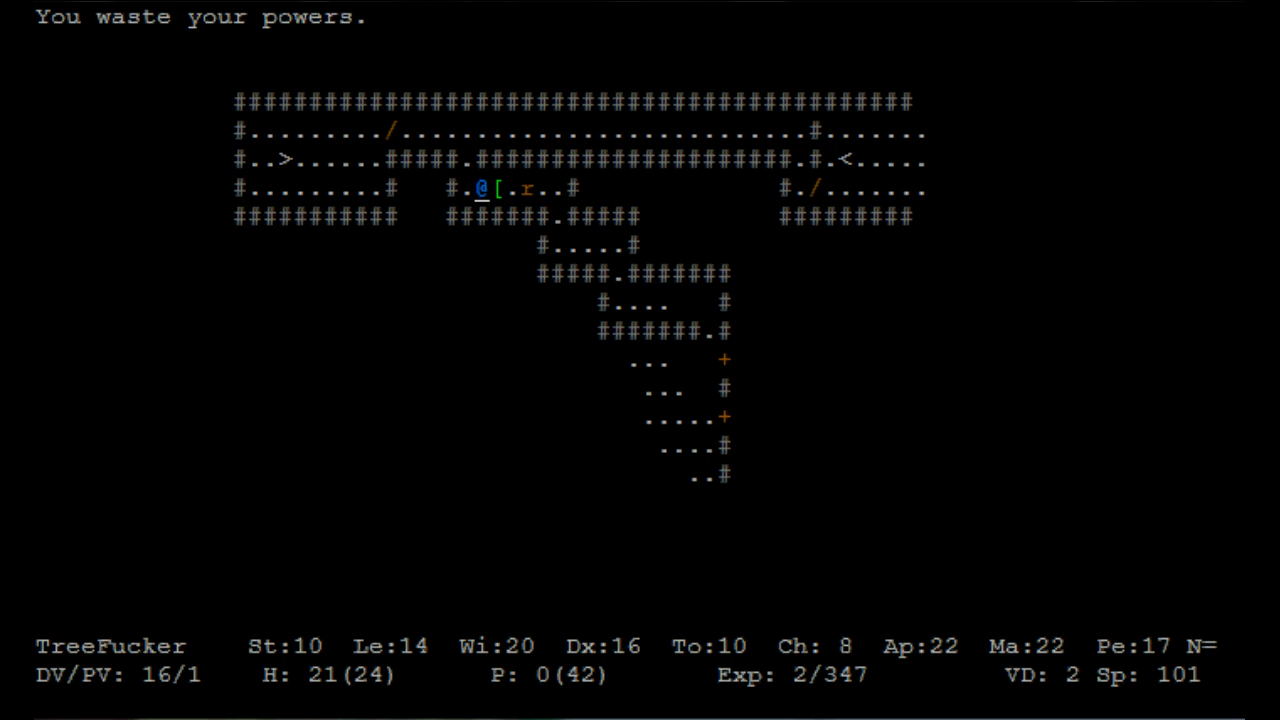 You waste your powers.
#############################################
#........./...........................#.......
#..>......#####.#####################.#.<.....
#.........#   #.@[.r..#              #./.......
###########   #######.#####          #########
#.....#
#####.#######
#....   #
#######.#
...   +
...  #
.....+
....#
..#
TreeFucker    St:10  Le:14  Wi:20  Dx:16  To:10  Ch: 8  Ap:22  Ma:22  Pe:17 N=
DV/PV: 16/1    H: 21(24)      P: 0(42)       Exp: 2/347         VD: 2 Sp: 101